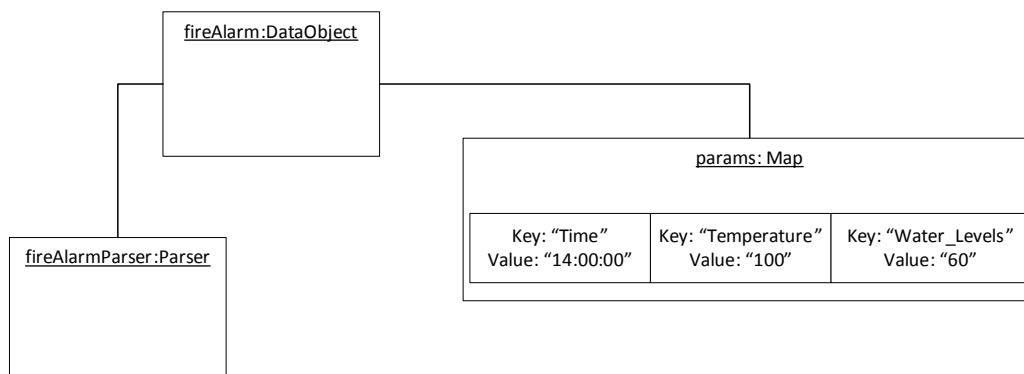 fireAlarm:DataObject
params: Map
Key: “Time”
Value: “14:00:00”
Key: “Temperature”
Value: “100”
Key: “Water_Levels”
Value: “60”
fireAlarmParser:Parser